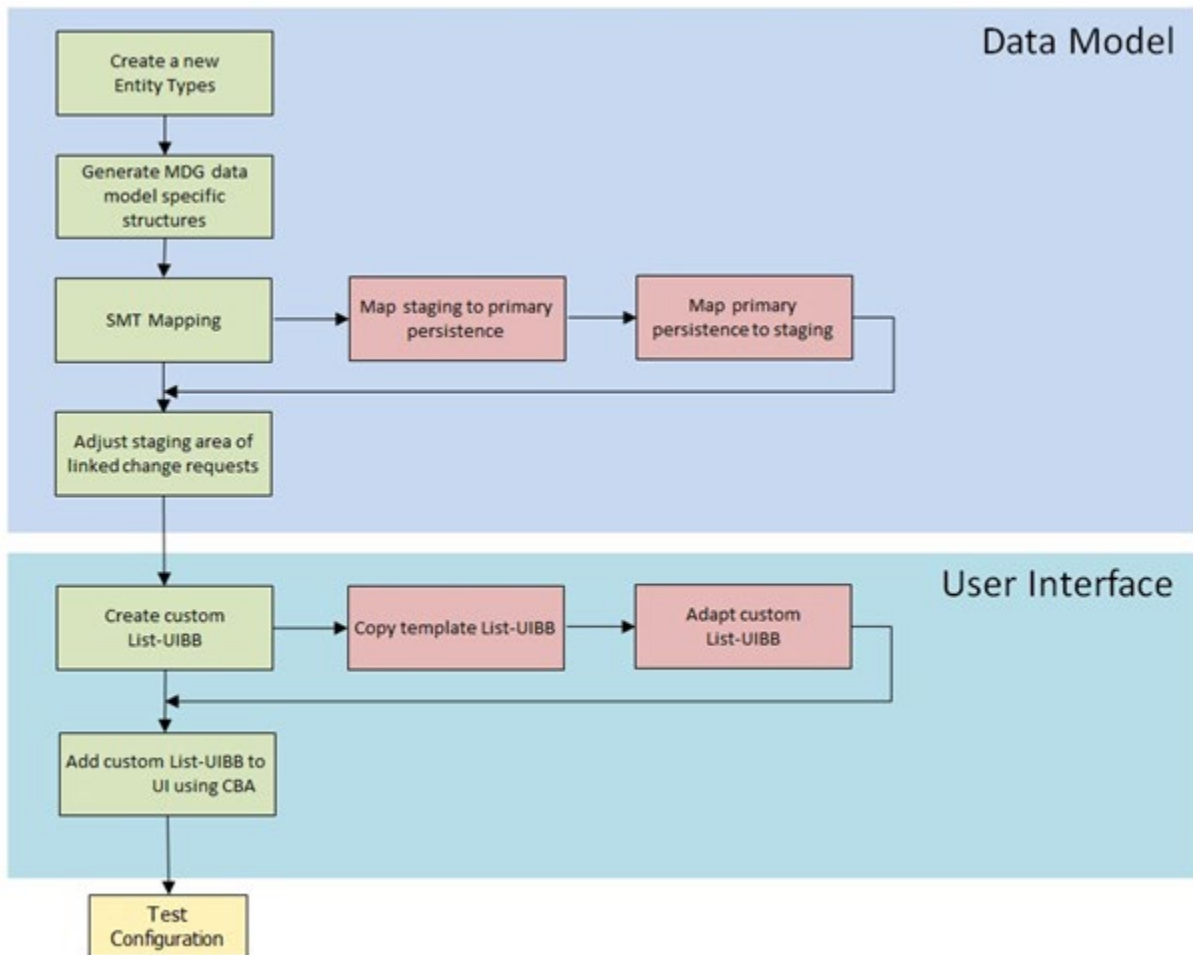 Data Model
Create a new
Entity Types
Generate MDG data
model specific
structures
SMT Mapping
Map staging to primary
persistence
Map primary
persistence to staging
Adjust staging area of
linked change requests
User Interface
Create custom
List-UIBB
Copy template List-UIBB
Adapt custom
List-UIBB
Add custom List-UIBB to
UI using CBA
Test
Configuration